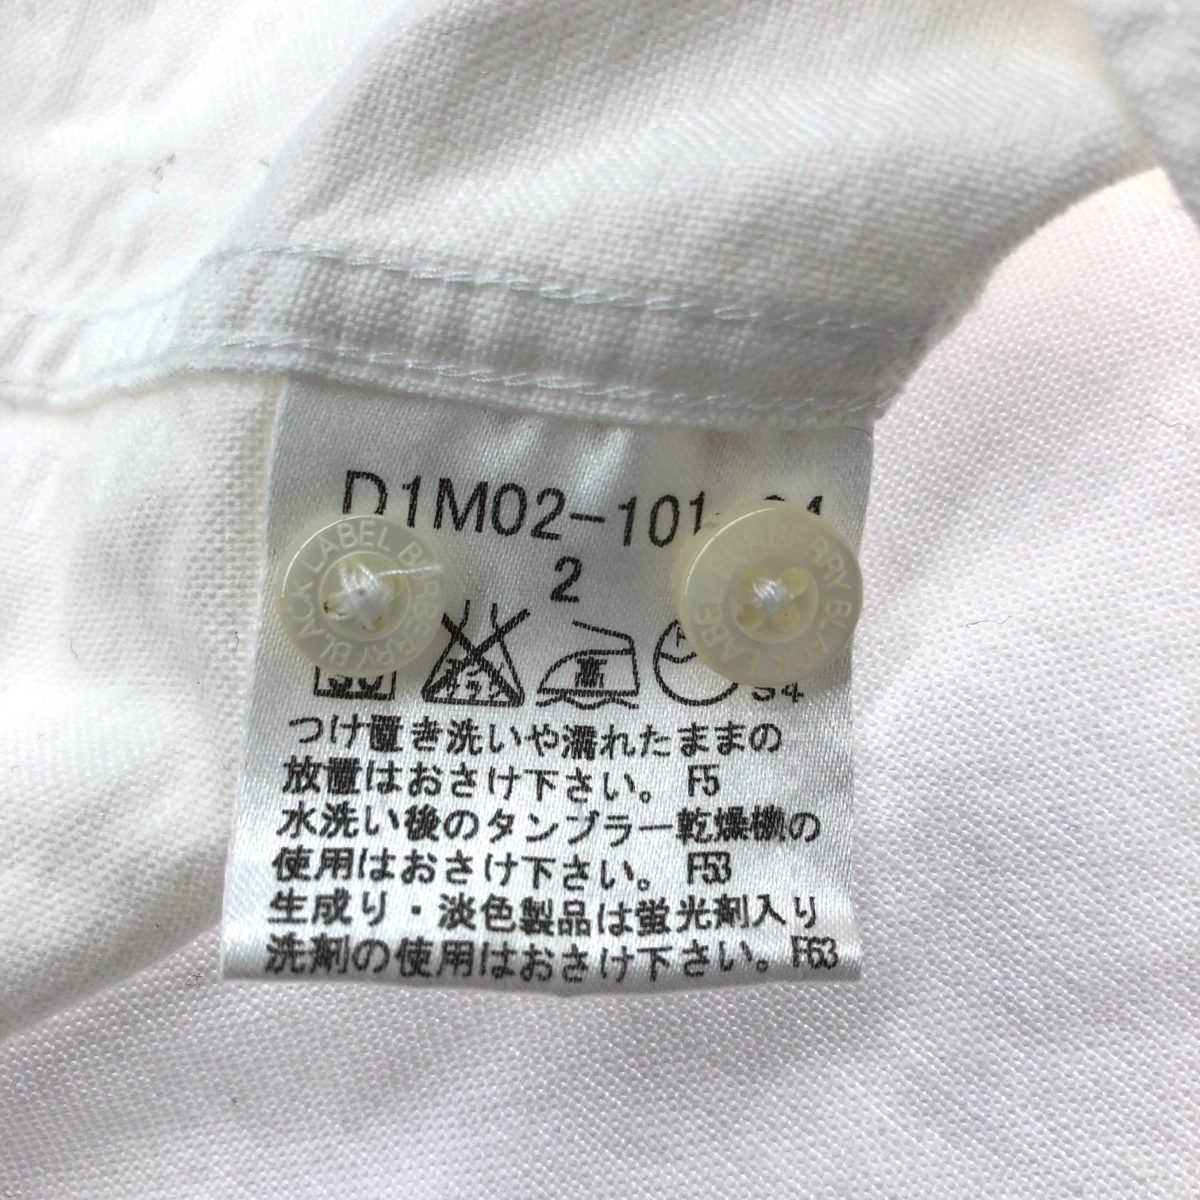 D1M02-101-04
2
BURBERRY BLACK LABEL
BURBERRY BLACK LABEL
高
S4
つけ置き洗いや濡れたままの
放置はおさけ下さい。 F5
水洗い後のタンブラー乾燥機の
使用はおさけ下さい。 F53
生成り・淡色製品は蛍光剤入り
洗剤の使用はおさけ下さい。F63